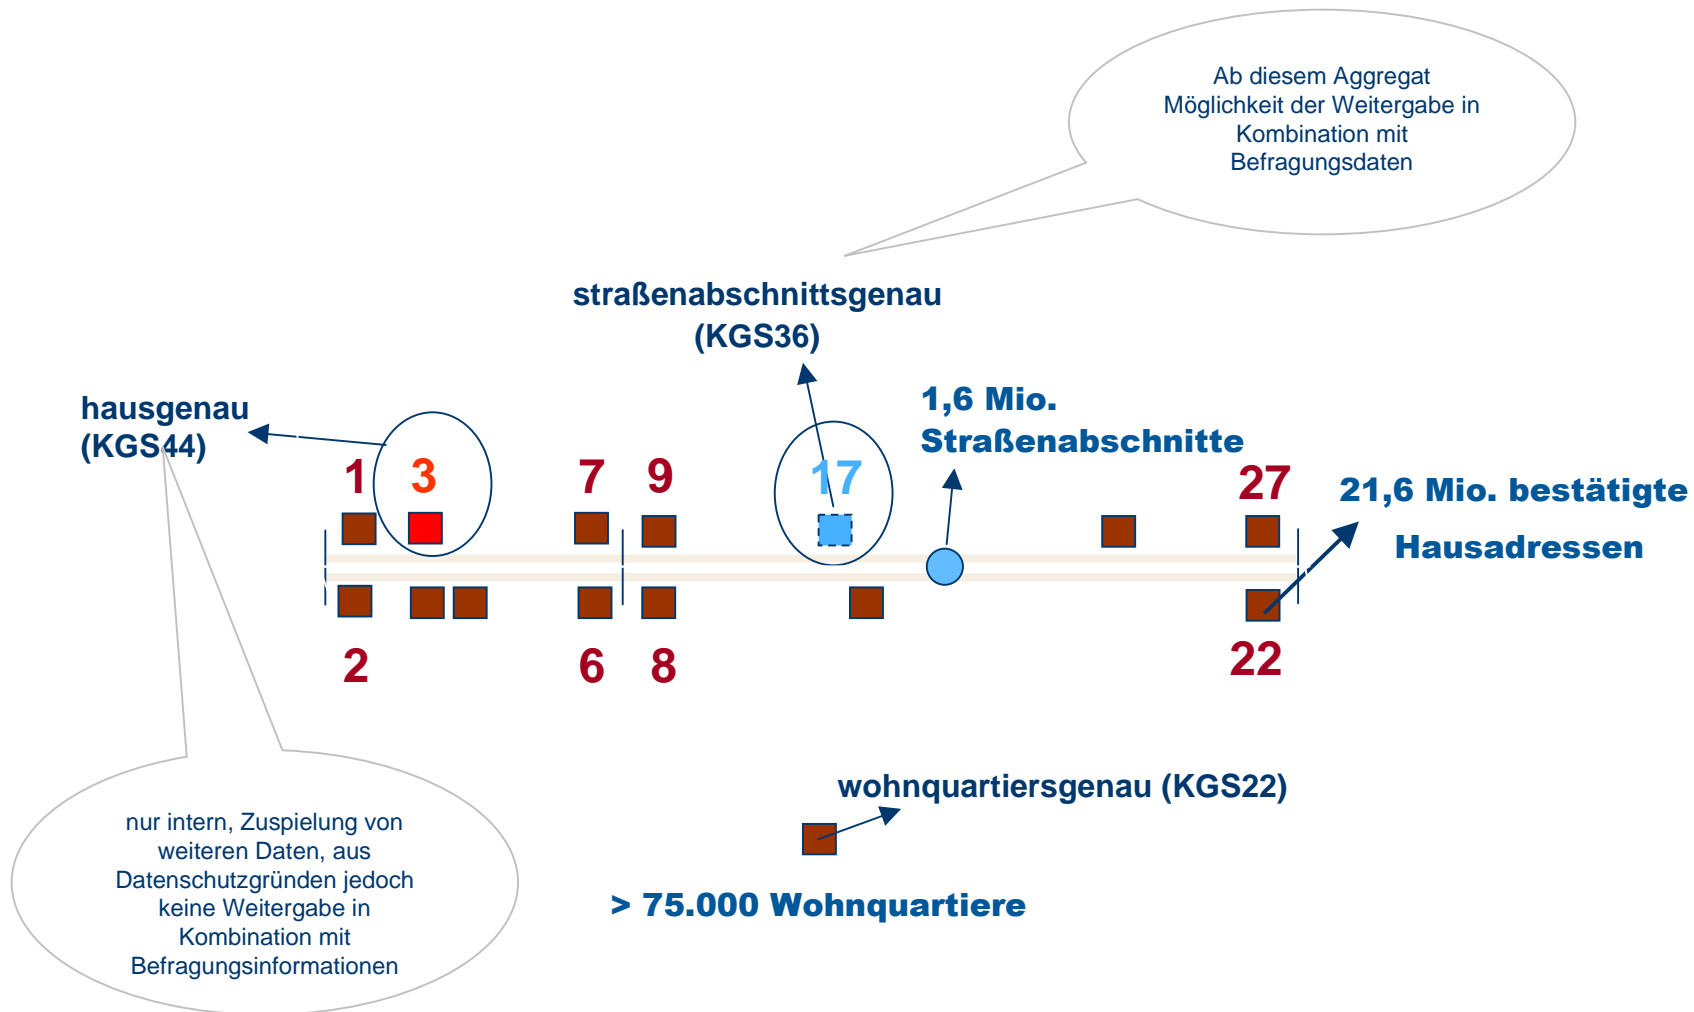 Ab diesem Aggregat
Möglichkeit der Weitergabe in
Kombination mit
Befragungsdaten
straßenabschnittsgenau
(KGS36)
hausgenau
(KGS44)
1,6 Mio.
Straßenabschnitte
1 3 7 9 17 27
21,6 Mio. bestätigte
Hausadressen
2 6 8 22
wohnquartiersgenau (KGS22)
> 75.000 Wohnquartiere
nur intern, Zuspielung von
weiteren Daten, aus
Datenschutzgründen jedoch
keine Weitergabe in
Kombination mit
Befragungsinformationen